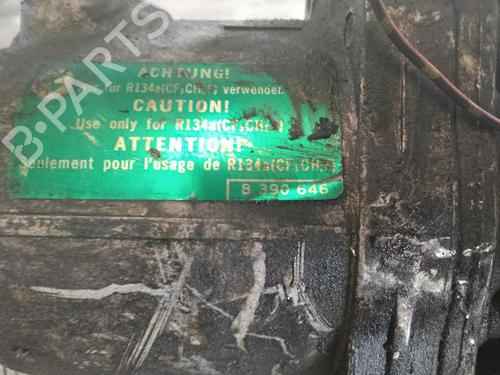 ACHTUNG!
für R134a(CF₃CH₂F) verwenden.
CAUTION!
Use only for R134a(CF₃CH₂F)
ATTENTION!
Seulement pour l'usage de R134a(CF₃CH₂F)
8 390 646
B-PARTS